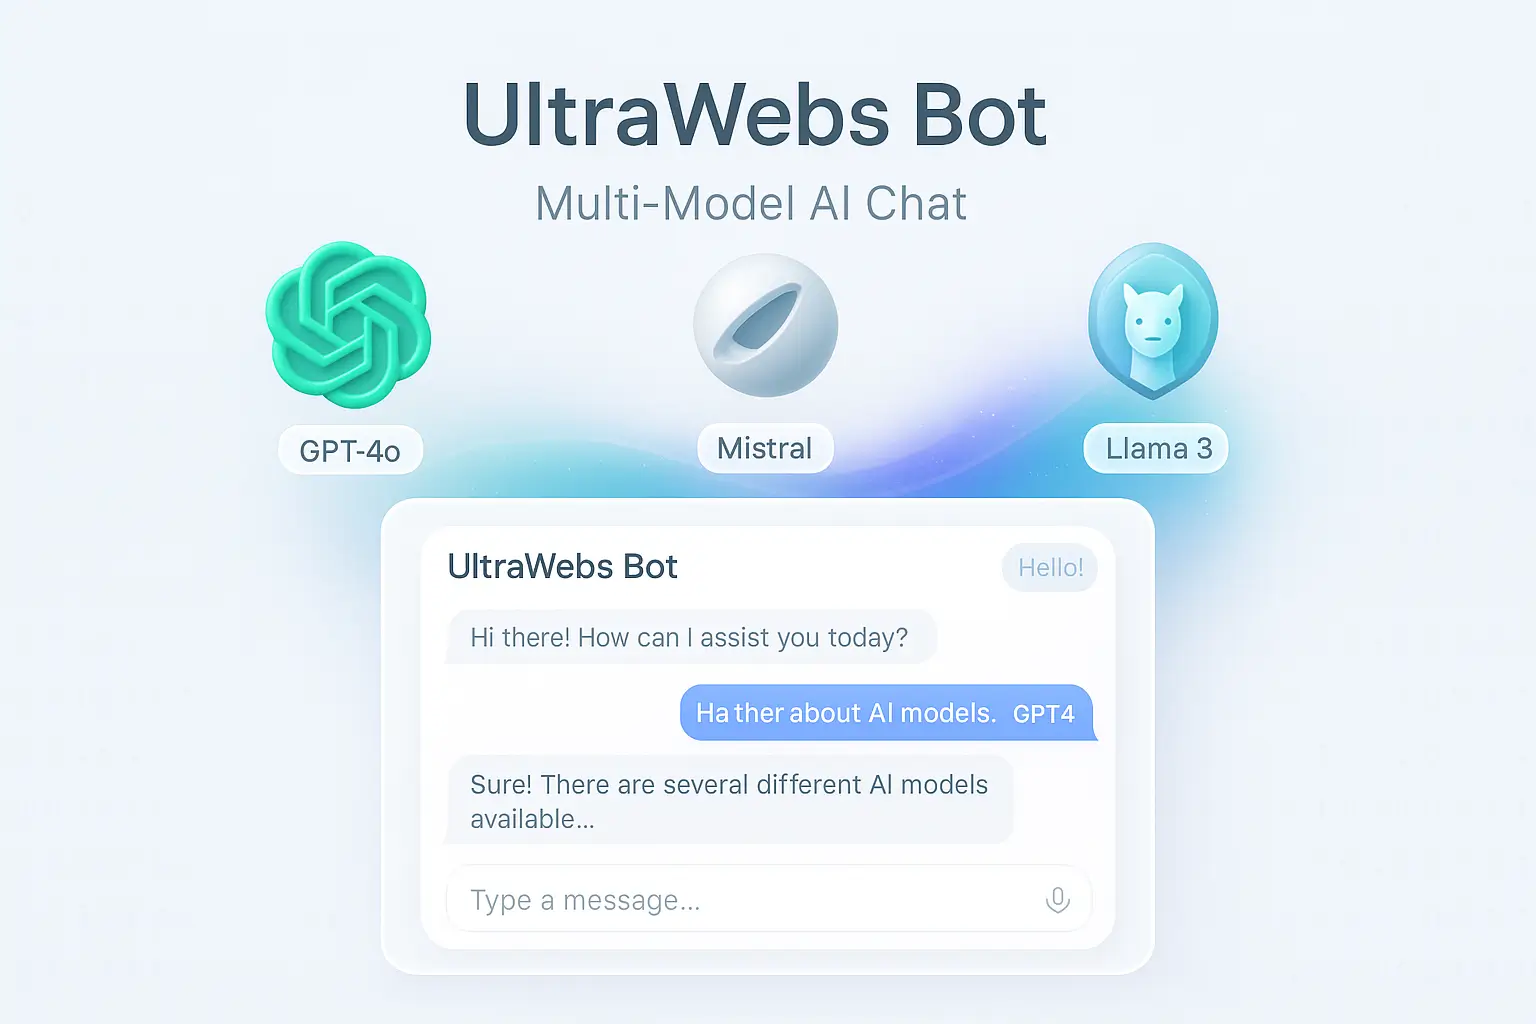 UltraWebs Bot
Multi-Model AI Chat
GPT-4o
Mistral
Llama 3
UltraWebs Bot
Hello!
Hi there! How can I assist you today?
Ha ther about AI models. GPT4
Sure! There are several different AI models
available...
Type a message...